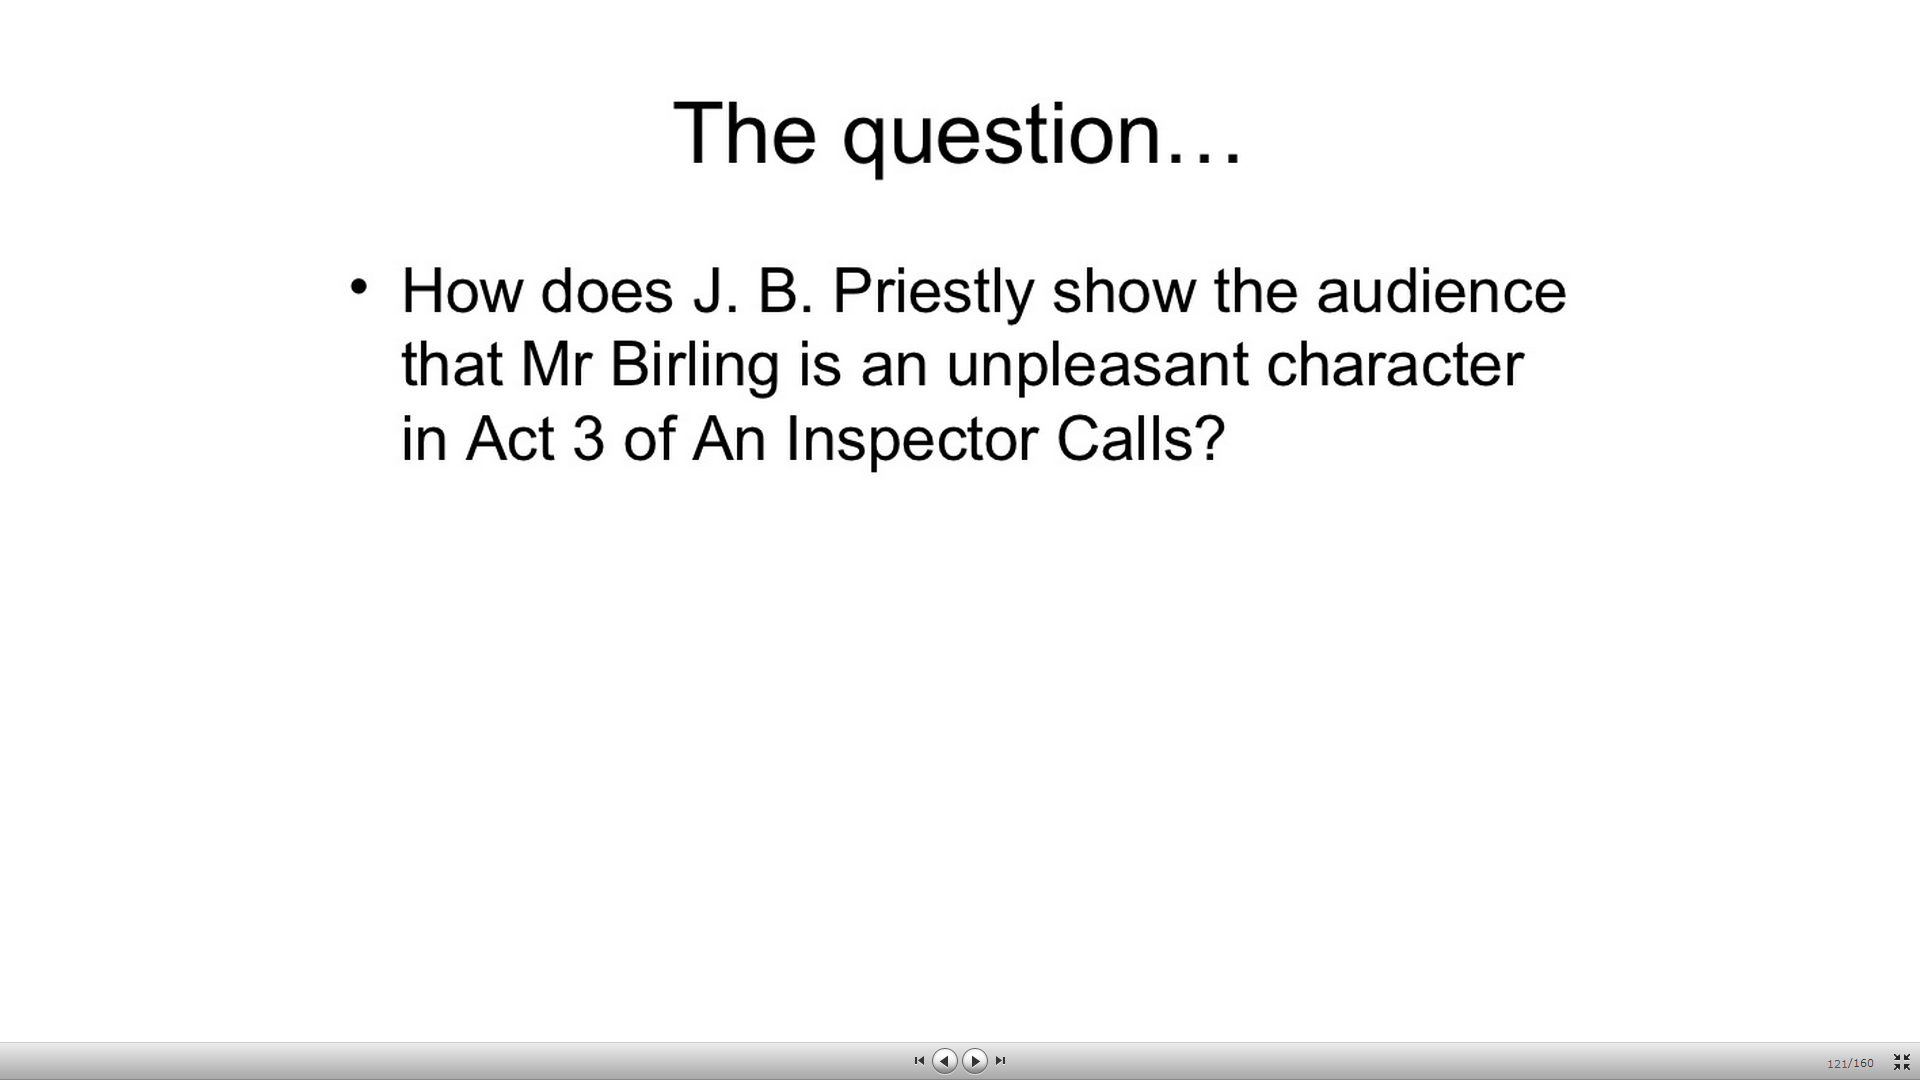 The question…
• How does J. B. Priestly show the audience
that Mr Birling is an unpleasant character
in Act 3 of An Inspector Calls?
121/160